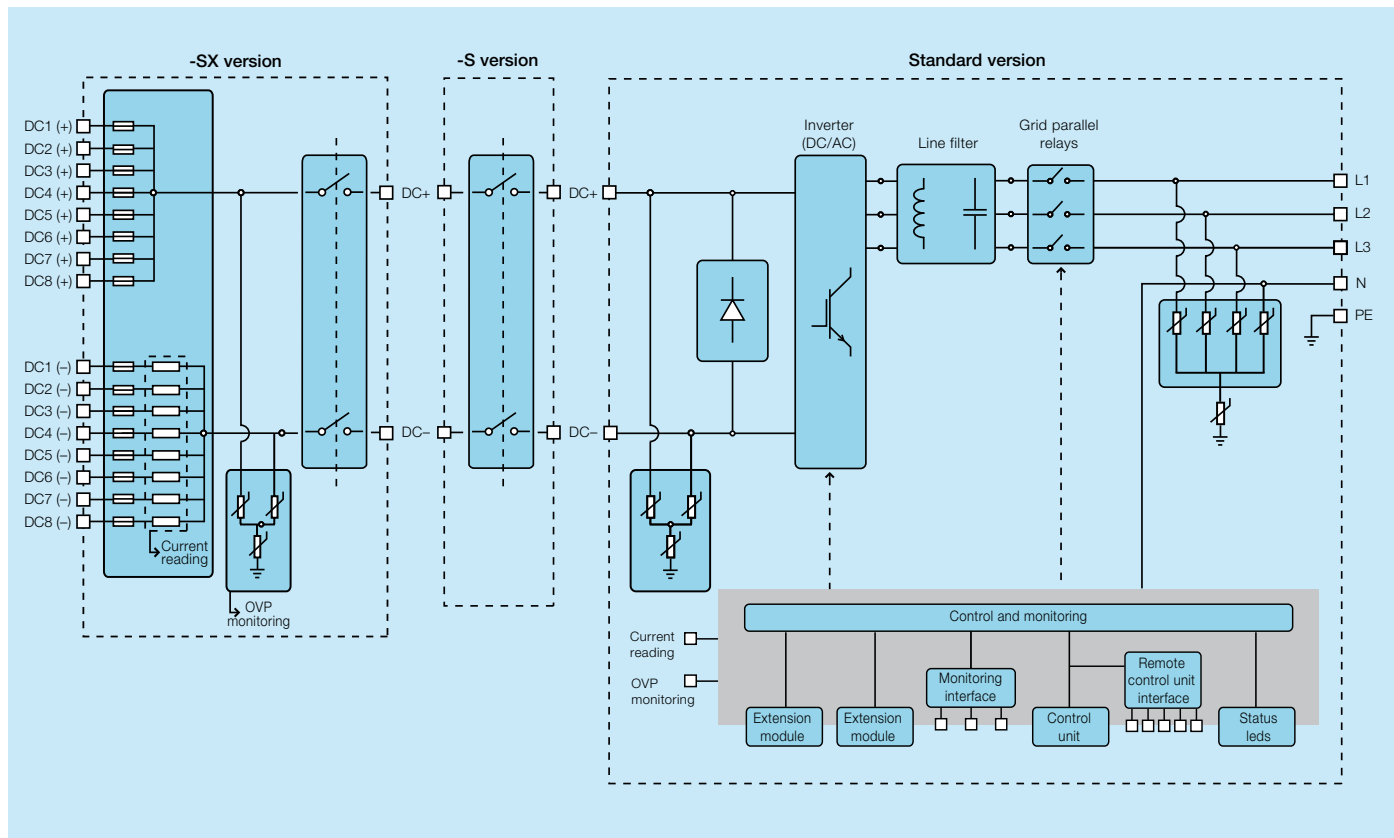 -SX version
-S version
Standard version
DC1 (+)
DC2 (+)
DC3 (+)
DC4 (+)
DC5 (+)
DC6 (+)
DC7 (+)
DC8 (+)
DC1 (–)
DC2 (–)
DC3 (–)
DC4 (–)
DC5 (–)
DC6 (–)
DC7 (–)
DC8 (–)
Current
reading
OVP
monitoring
DC+
DC–
DC+
DC–
Inverter
(DC/AC)
Line filter
Grid parallel
relays
L1
L2
L3
N
PE
Current
reading
OVP
monitoring
Control and monitoring
Extension
module
Extension
module
Monitoring
interface
Control
unit
Remote
control unit
interface
Status
leds